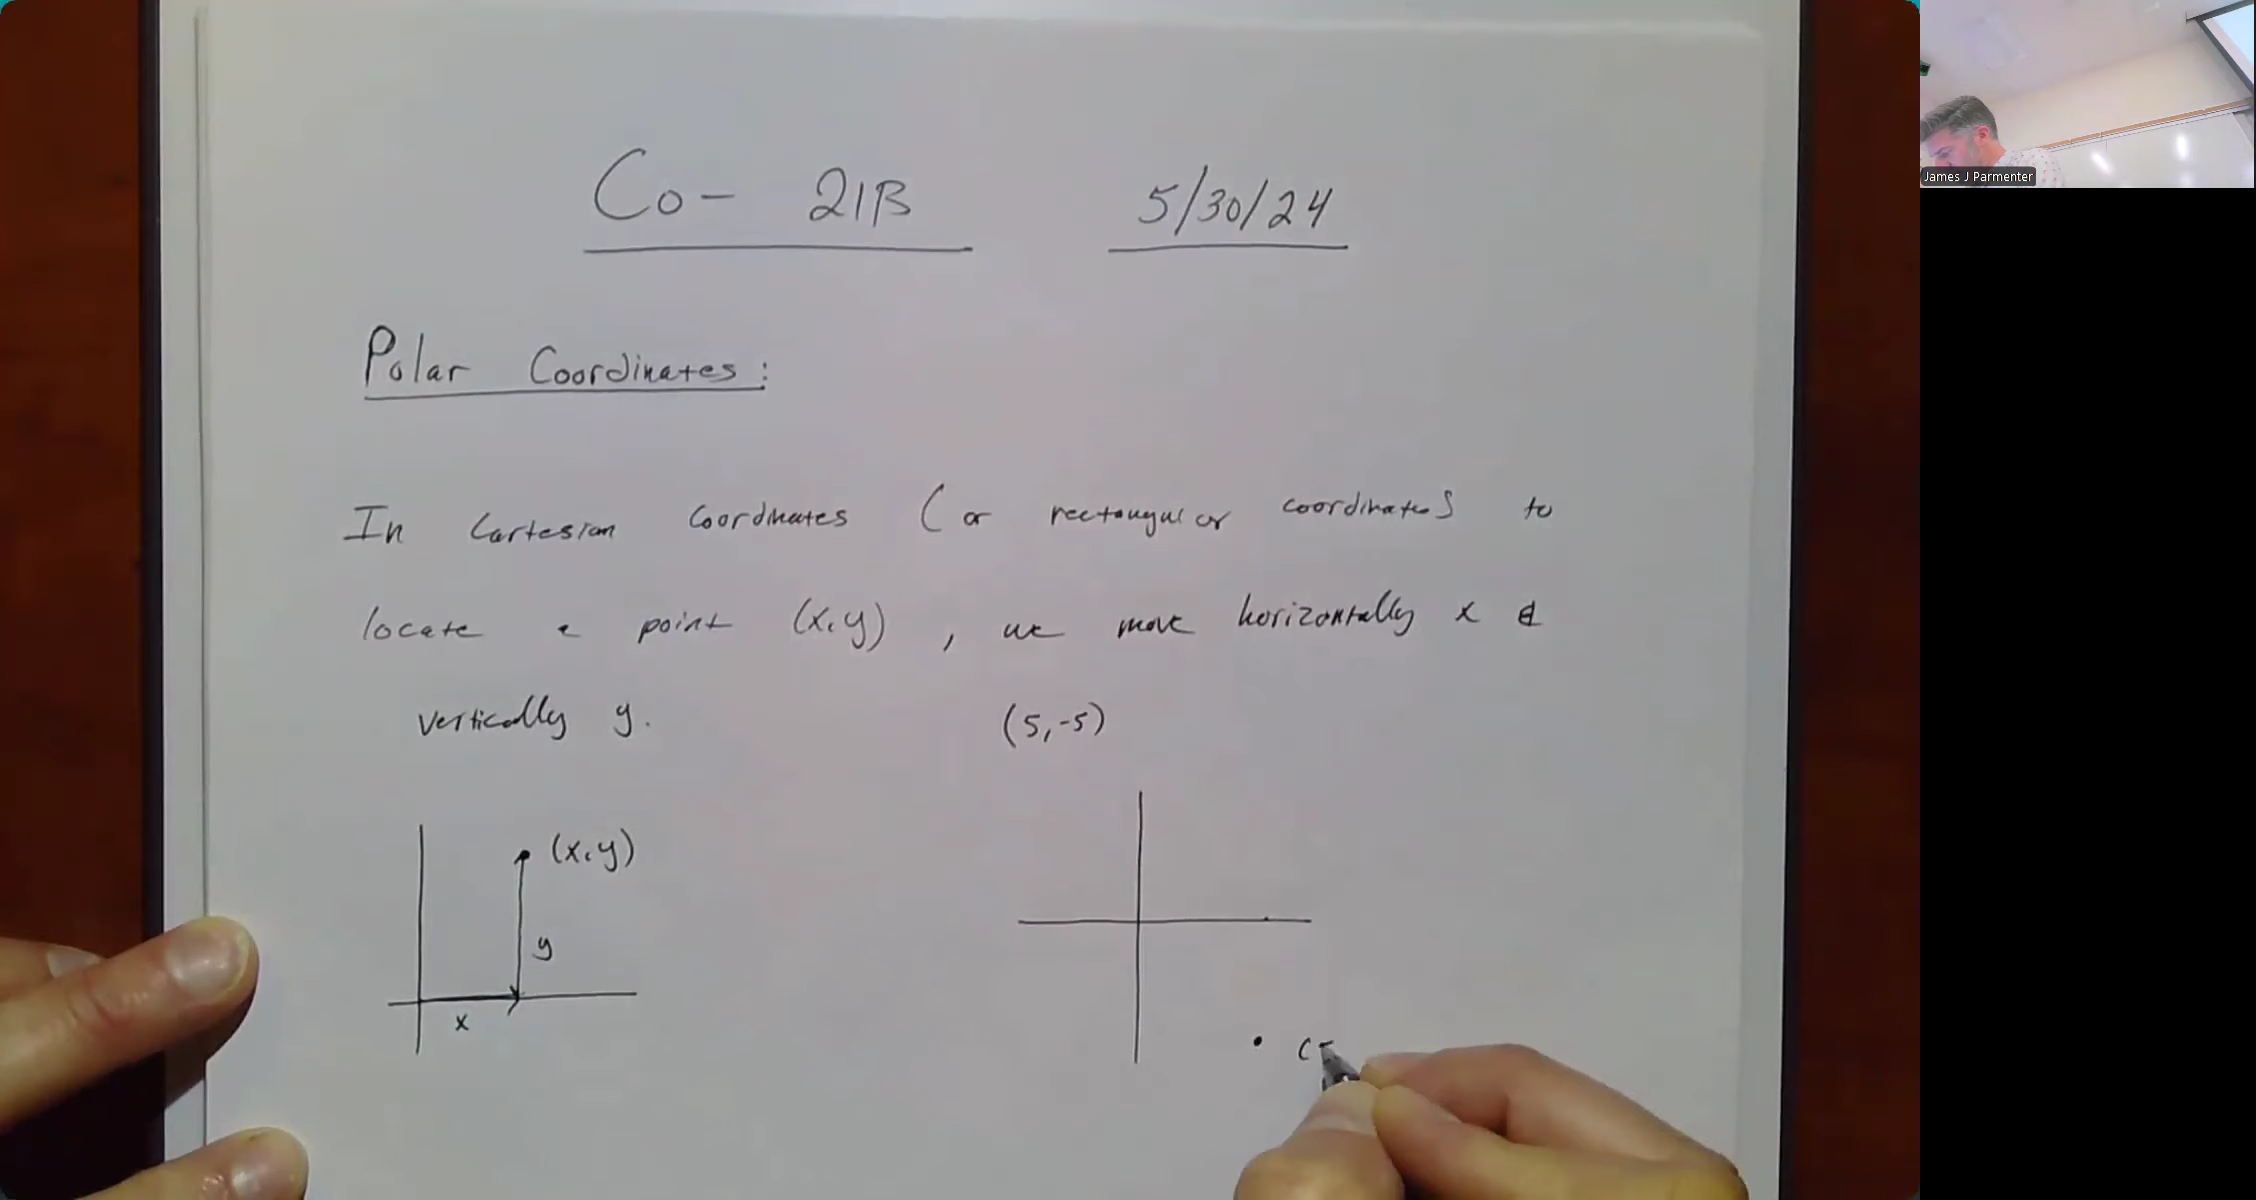 Co- 21B 5/30/24
Polar Coordinates:
In Cartesian Coordinates (or rectangular coordinates) to
locate a point (x,y), we move horizontally x &
vertically y. (5,-5)
(x,y)
y
x
(5
James J Parmenter